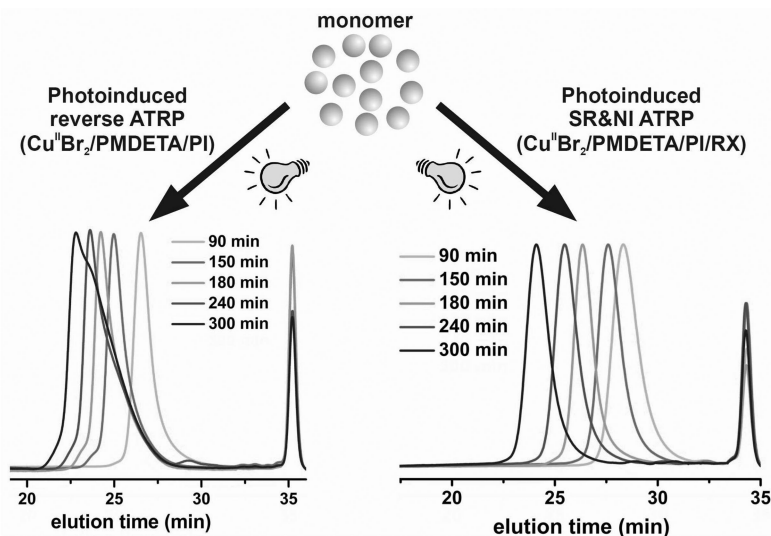 monomer
Photoinduced
reverse ATRP
(CuᴵᴵBr₂/PMDETA/PI)
Photoinduced
SR&NI ATRP
(CuᴵᴵBr₂/PMDETA/PI/RX)
90 min
150 min
180 min
240 min
300 min
90 min
150 min
180 min
240 min
300 min
20 25 30 35
elution time (min)
20 25 30 35
elution time (min)